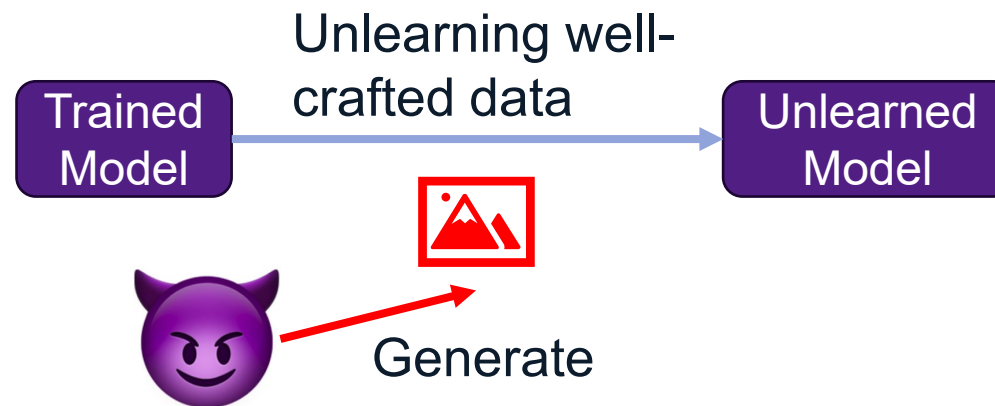 Unlearning well-
crafted data
Trained
Model
Unlearned
Model
Generate